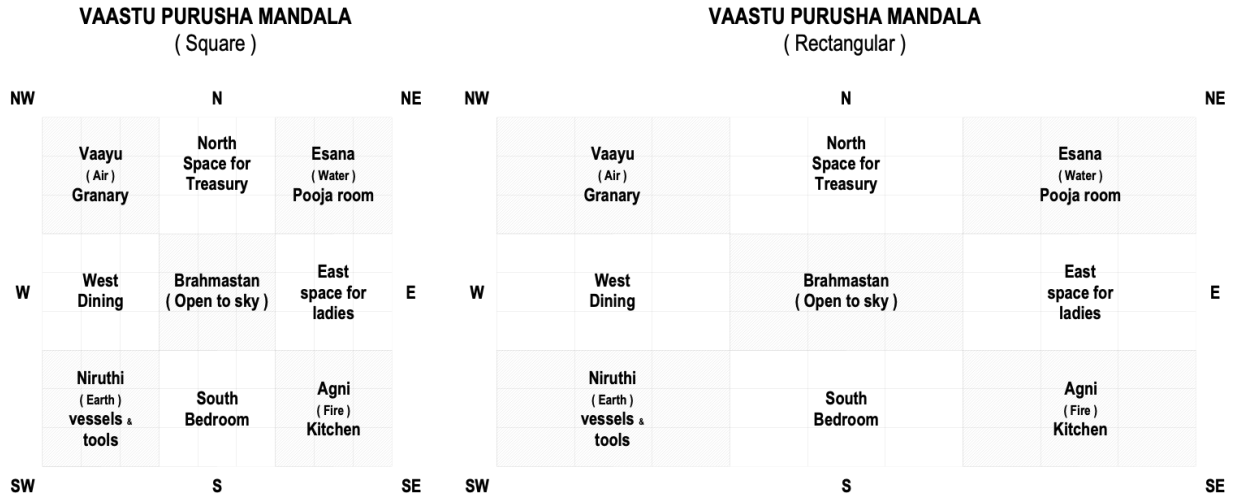 VAASTU PURUSHA MANDALA
( Square )
NW
N
NE
Vaayu
( Air )
Granary
North
Space for
Treasury
Esana
( Water )
Pooja room
W
West
Dining
Brahmastan
( Open to sky )
East
space for
ladies
E
Niruthi
( Earth )
vessels &
tools
South
Bedroom
Agni
( Fire )
Kitchen
SW
S
SE
VAASTU PURUSHA MANDALA
( Rectangular )
NW
N
NE
Vaayu
( Air )
Granary
North
Space for
Treasury
Esana
( Water )
Pooja room
W
West
Dining
Brahmastan
( Open to sky )
East
space for
ladies
E
Niruthi
( Earth )
vessels &
tools
South
Bedroom
Agni
( Fire )
Kitchen
SW
S
SE